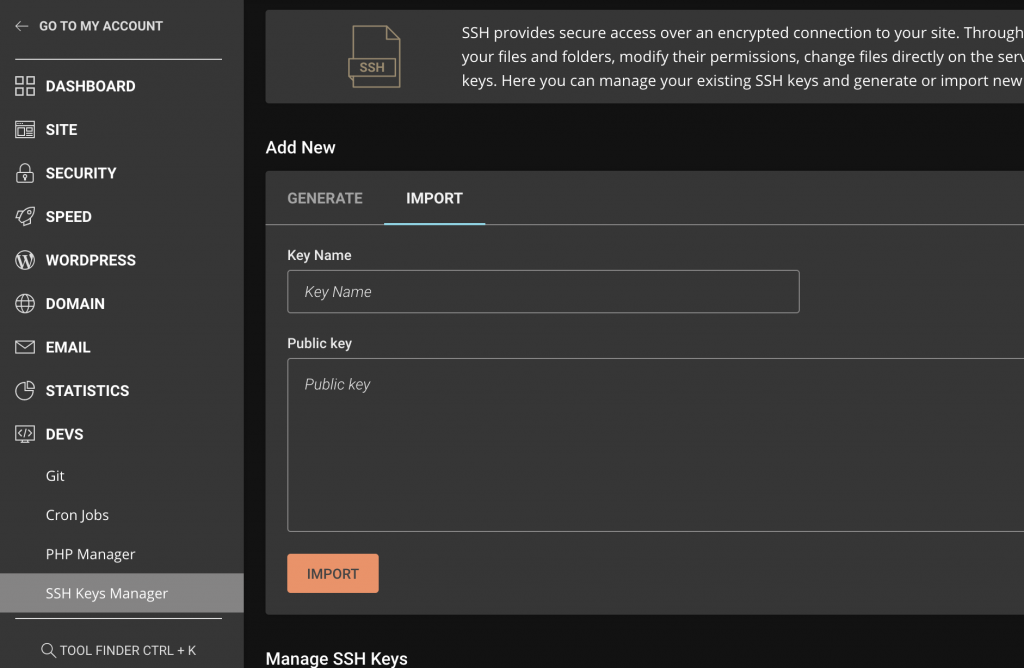 GO TO MY ACCOUNT
DASHBOARD
SITE
SECURITY
SPEED
WORDPRESS
DOMAIN
EMAIL
STATISTICS
DEVS
Git
Cron Jobs
PHP Manager
SSH Keys Manager
TOOL FINDER CTRL + K
SSH
SSH provides secure access over an encrypted connection to your site. Through
your files and folders, modify their permissions, change files directly on the serv
keys. Here you can manage your existing SSH keys and generate or import new
Add New
GENERATE IMPORT
Key Name
Key Name
Public key
Public key
IMPORT
Manage SSH Keys